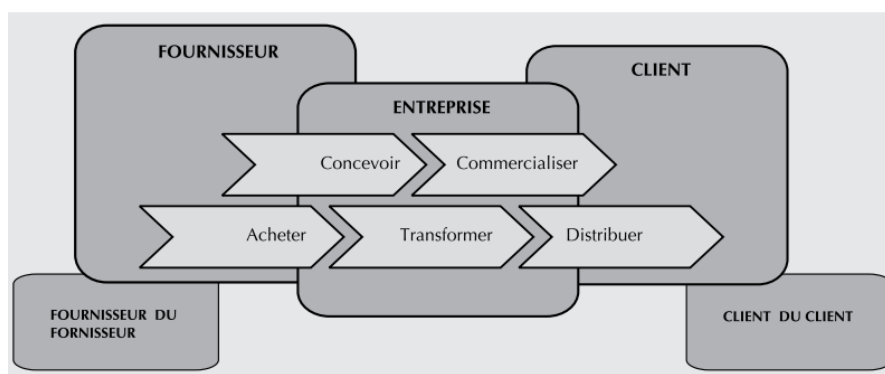 FOURNISSEUR
CLIENT
ENTREPRISE
Concevoir
Commercialiser
Acheter
Transformer
Distribuer
FOURNISSEUR DU
FORNISSEUR
CLIENT DU CLIENT